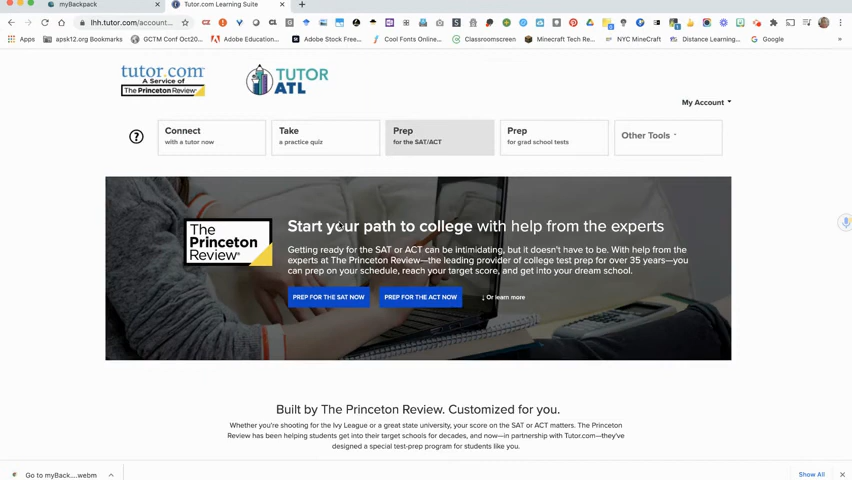 myBackpack
Tutor.com Learning Suite
lhh.tutor.com/account...
Apps
apsk12.org Bookmarks
GCTM Conf Oct20...
Adobe Education...
Adobe Stock Free...
Cool Fonts Online...
Classroomscreen
Minecraft Tech Re...
NYC MineCraft
Distance Learning...
Google
tutor.com
A Service of
The Princeton Review
TUTOR
ATL
My Account
Connect
with a tutor now
Take
a practice quiz
Prep
for the SAT/ACT
Prep
for grad school tests
Other Tools
The
Princeton
Review
Start your path to college with help from the experts
Getting ready for the SAT or ACT can be intimidating, but it doesn't have to be. With help from the
experts at The Princeton Review—the leading provider of college test prep for over 35 years—you
can prep on your schedule, reach your target score, and get into your dream school.
PREP FOR THE SAT NOW
PREP FOR THE ACT NOW
↓ Or learn more
Built by The Princeton Review. Customized for you.
Whether you're shooting for the Ivy League or a great state university, your score on the SAT or ACT matters. The Princeton
Review has been helping students get into their target schools for decades, and now—in partnership with Tutor.com—they've
designed a special test-prep program for students like you.
Go to myBack....webm
Show All